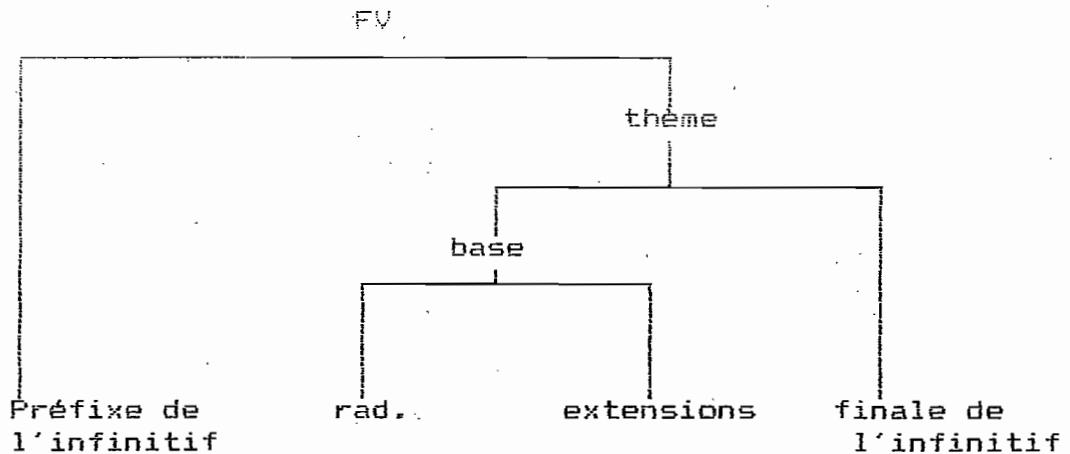 FV
thème
base
Préfixe de rad. extensions finale de
l'infinitif l'infinitif